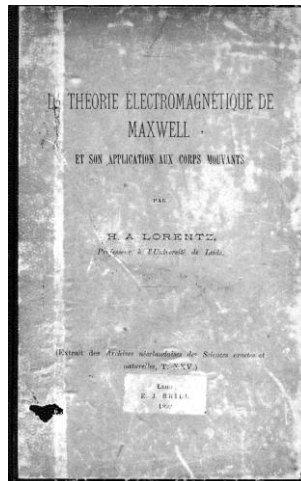 LA THÉORIE ÉLECTROMAGNÉTIQUE DE
MAXWELL
ET SON APPLICATION AUX CORPS MOUVANTS
PAR
H. A. LORENTZ,
Professeur à l'Université de Leide.
(Extrait des Archives néerlandaises des Sciences exactes et
naturelles, T. XXV.)
E. J. BRILL